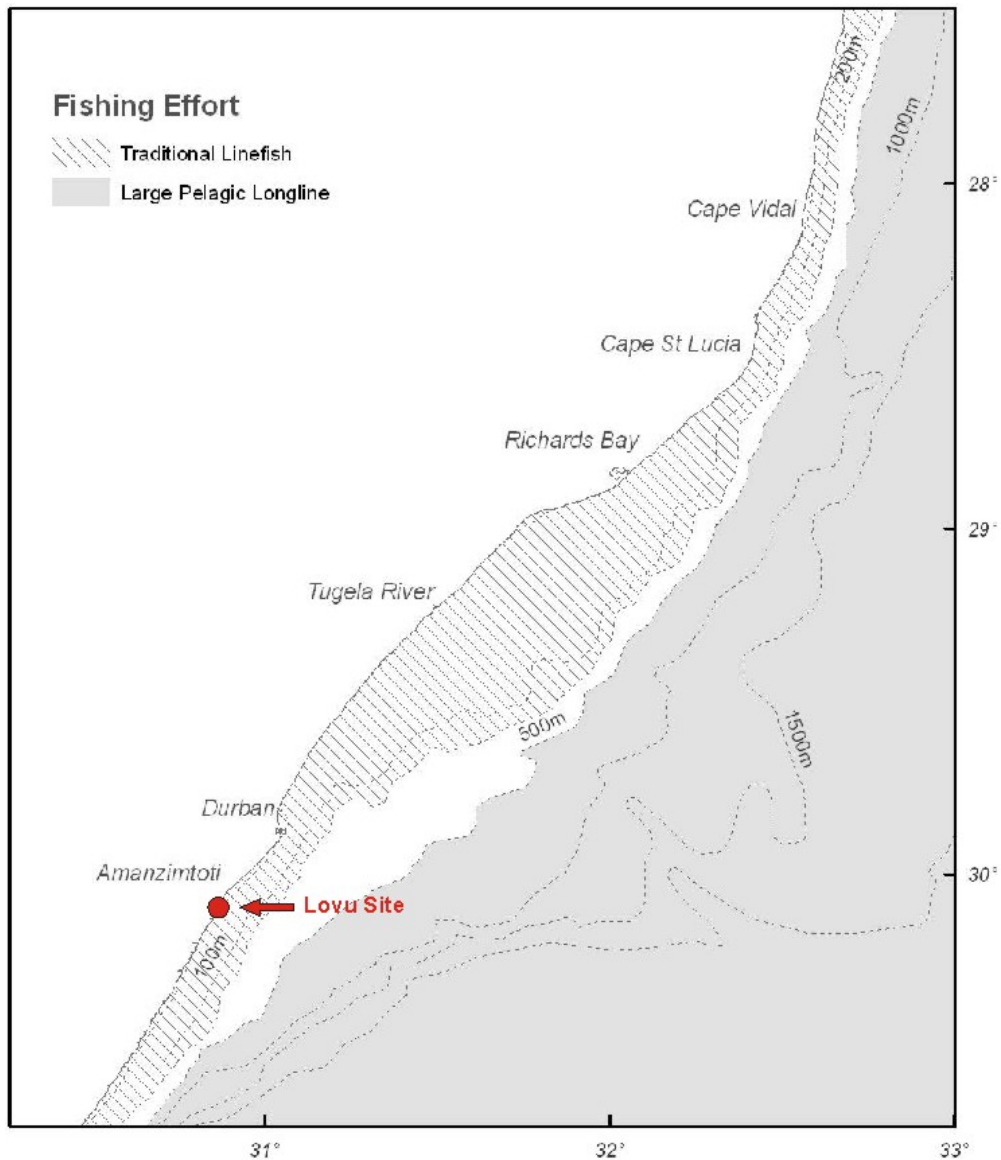 Fishing Effort
Traditional Linefish
Large Pelagic Longline
200m
1000m
28°
Cape Vidal
Cape St Lucia
Richards Bay
29°
Tugela River
500m
1500m
Durban
Amanzimtoti
30°
Lovu Site
100m
31°
32°
33°